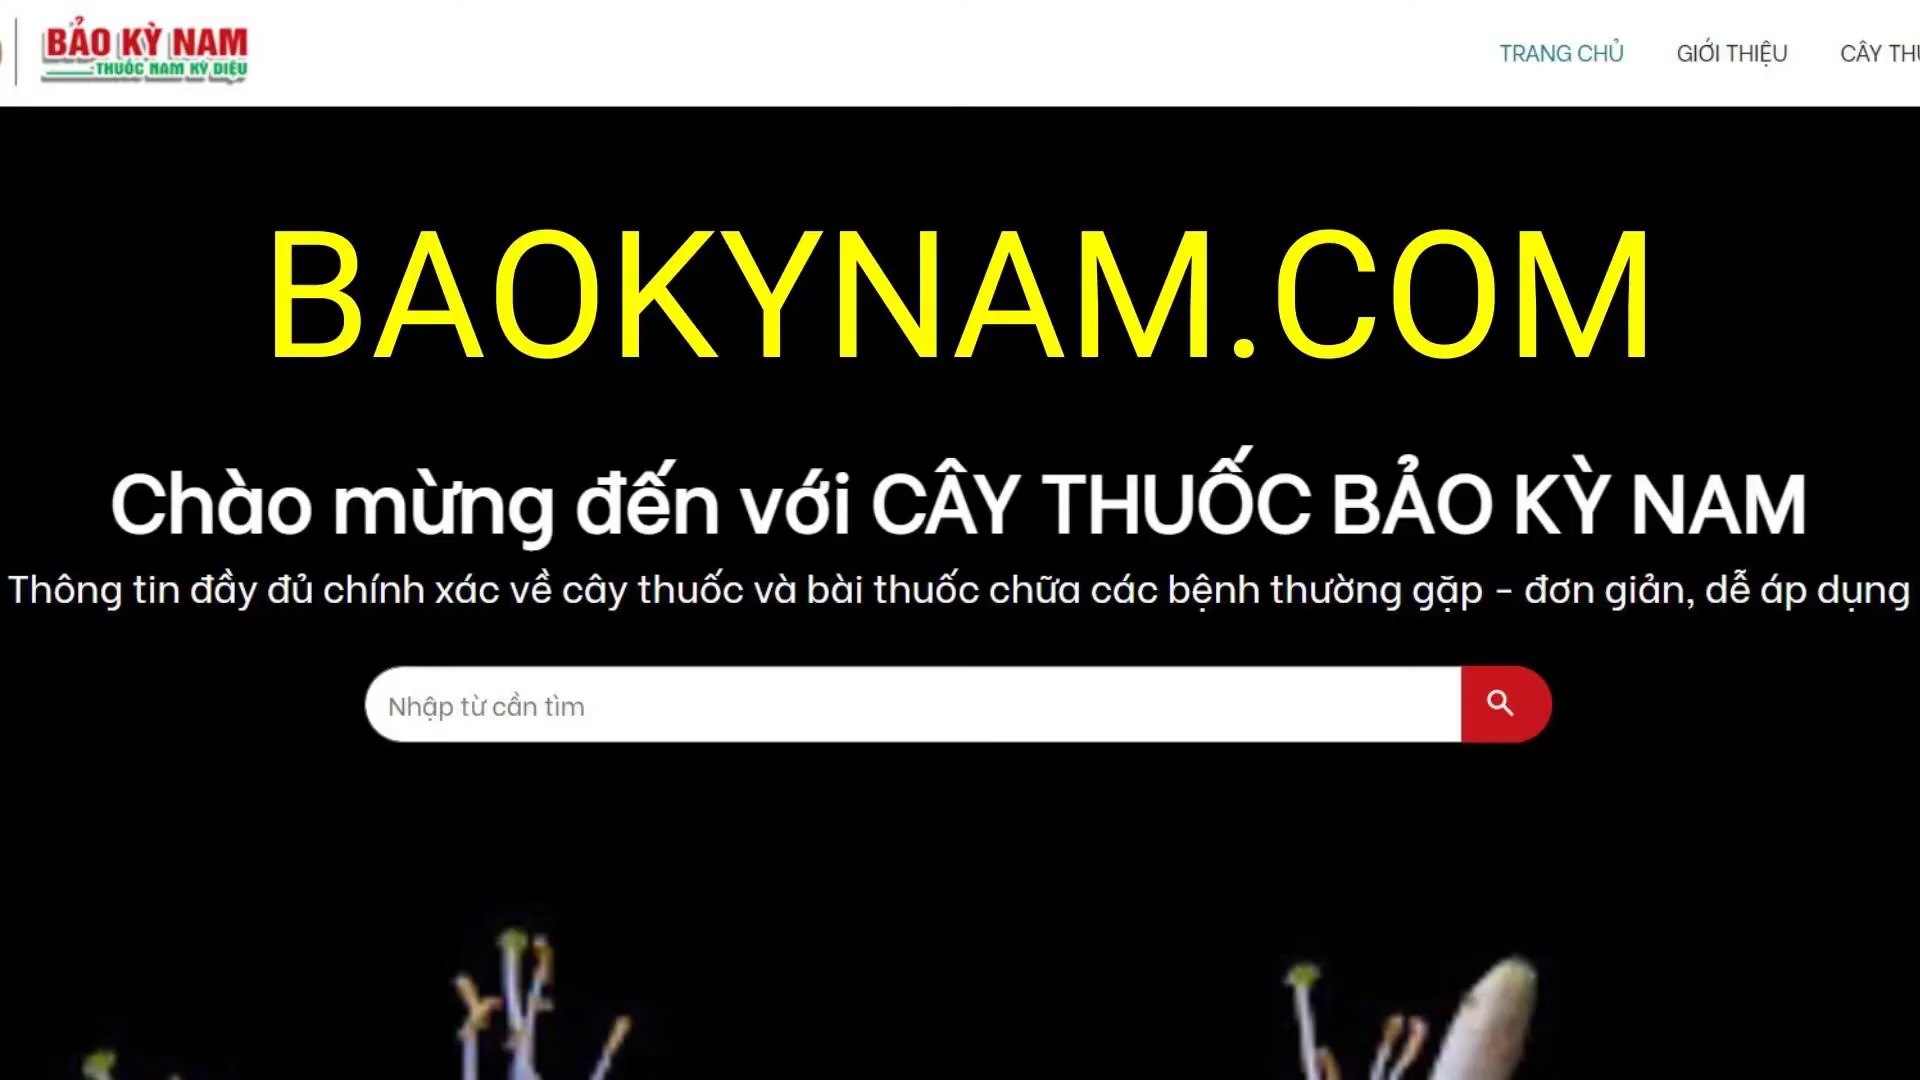 BẢO KỲ NAM
THUỐC NAM KỲ DIỆU
TRANG CHỦ
GIỚI THIỆU
CÂY
BAOKYNAM.COM
Chào mừng đến với CÂY THUỐC BẢO KỲ NAM
Thông tin đầy đủ chính xác về cây thuốc và bài thuốc chữa các bệnh thường gặp - đơn giản, dễ áp dụng
Nhập từ cần tìm